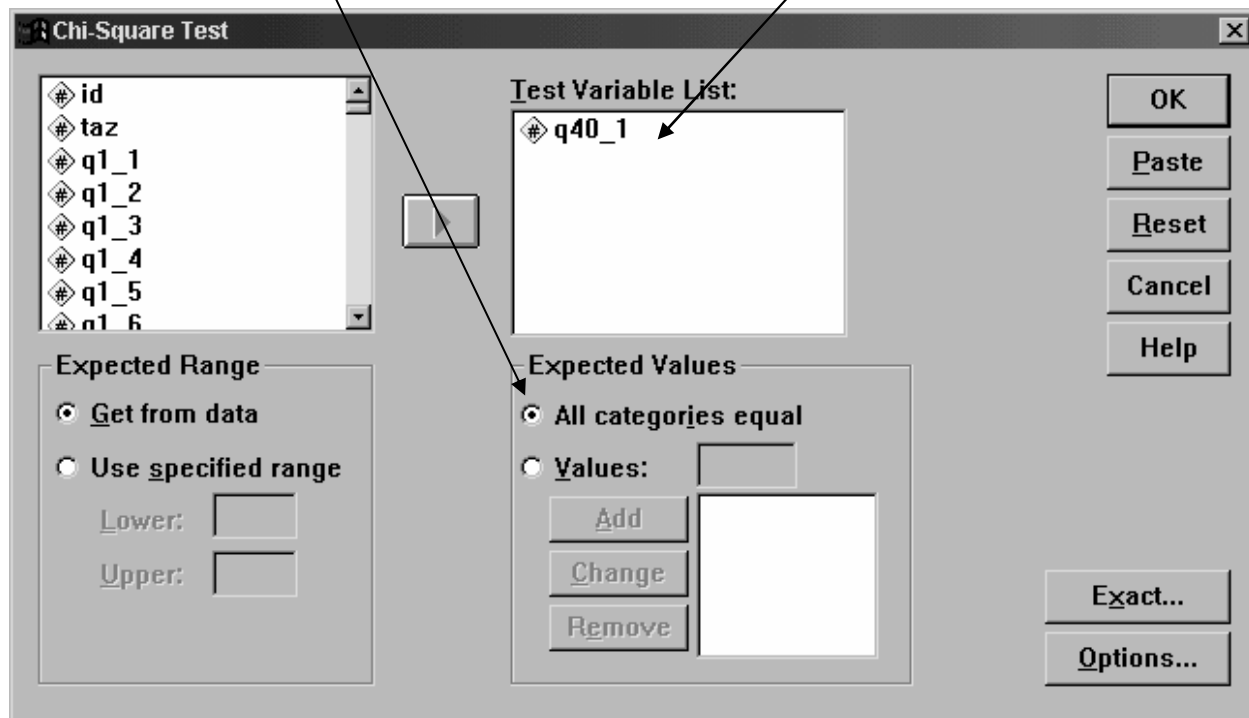 Chi-Square Test
id
taz
q1_1
q1_2
q1_3
q1_4
q1_5
q1_6
Test Variable List:
q40_1
OK
Paste
Reset
Cancel
Help
Expected Range
Get from data
Use specified range
Lower:
Upper:
Expected Values
All categories equal
Values:
Add
Change
Remove
Exact...
Options...